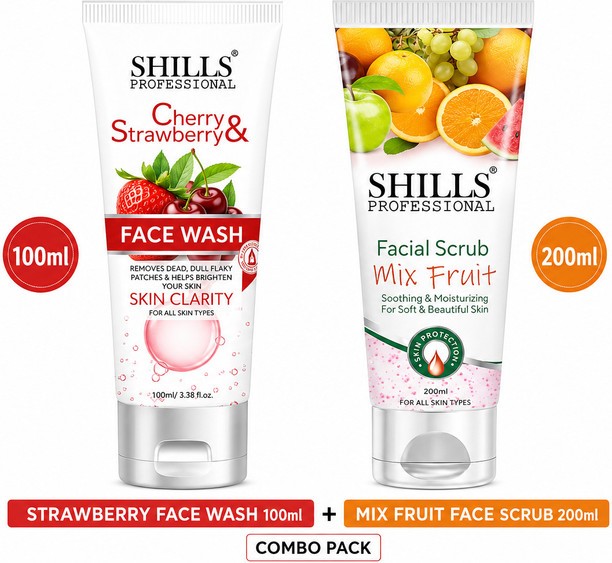 SHILLS®
PROFESSIONAL
Cherry
Strawberry &
FACE WASH
REMOVES DEAD, DULL FLAKY
PATCHES & HELPS BRIGHTEN
YOUR SKIN
SKIN CLARITY
FOR ALL SKIN TYPES
100ml/ 3.38 fl.oz.
100ml
SHILLS®
PROFESSIONAL
Facial Scrub
Mix Fruit
Soothing & Moisturizing
For Soft & Beautiful Skin
SKIN PROTECTION
200ml
FOR ALL SKIN TYPES
200ml
STRAWBERRY FACE WASH 100ml + MIX FRUIT FACE SCRUB 200ml
COMBO PACK